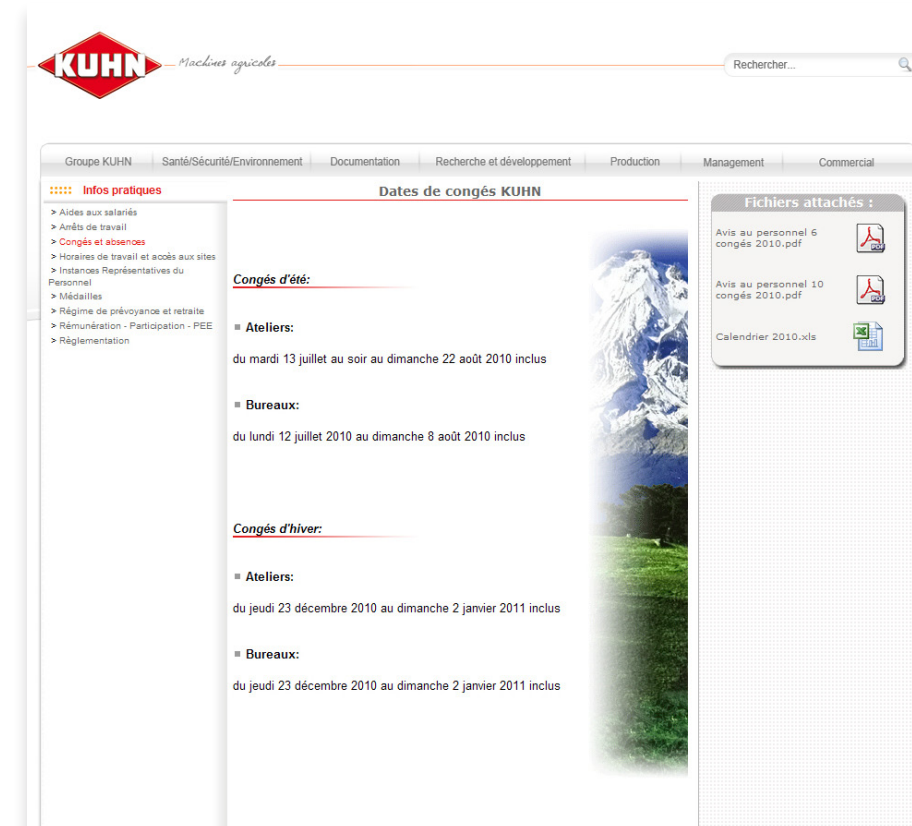 KUHN
Machines agricoles
Rechercher...
Groupe KUHN
Santé/Sécurité/Environnement
Documentation
Recherche et développement
Production
Management
Commercial
Infos pratiques
> Aides aux salariés
> Arrêts de travail
> Congés et absences
> Horaires de travail et accès aux sites
> Instances Représentatives du
Personnel
> Médailles
> Régime de prévoyance et retraite
> Rémunération - Participation - PEE
> Règlementation
Dates de congés KUHN
Congés d'été:
Ateliers:
du mardi 13 juillet au soir au dimanche 22 août 2010 inclus
Bureaux:
du lundi 12 juillet 2010 au dimanche 8 août 2010 inclus
Congés d'hiver:
Ateliers:
du jeudi 23 décembre 2010 au dimanche 2 janvier 2011 inclus
Bureaux:
du jeudi 23 décembre 2010 au dimanche 2 janvier 2011 inclus
Fichiers attachés :
Avis au personnel 6
congés 2010.pdf
PDF
Avis au personnel 10
congés 2010.pdf
PDF
Calendrier 2010.xls